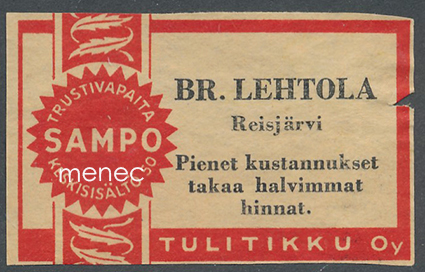 TRUSTIVAPAITA
SAMPO
KESKISISÄLTÖ 50
menec
BR. LEHTOLA
Reisjärvi
Pienet kustannukset
takaa halvimmat
hinnat.
TULITIKKU Oy